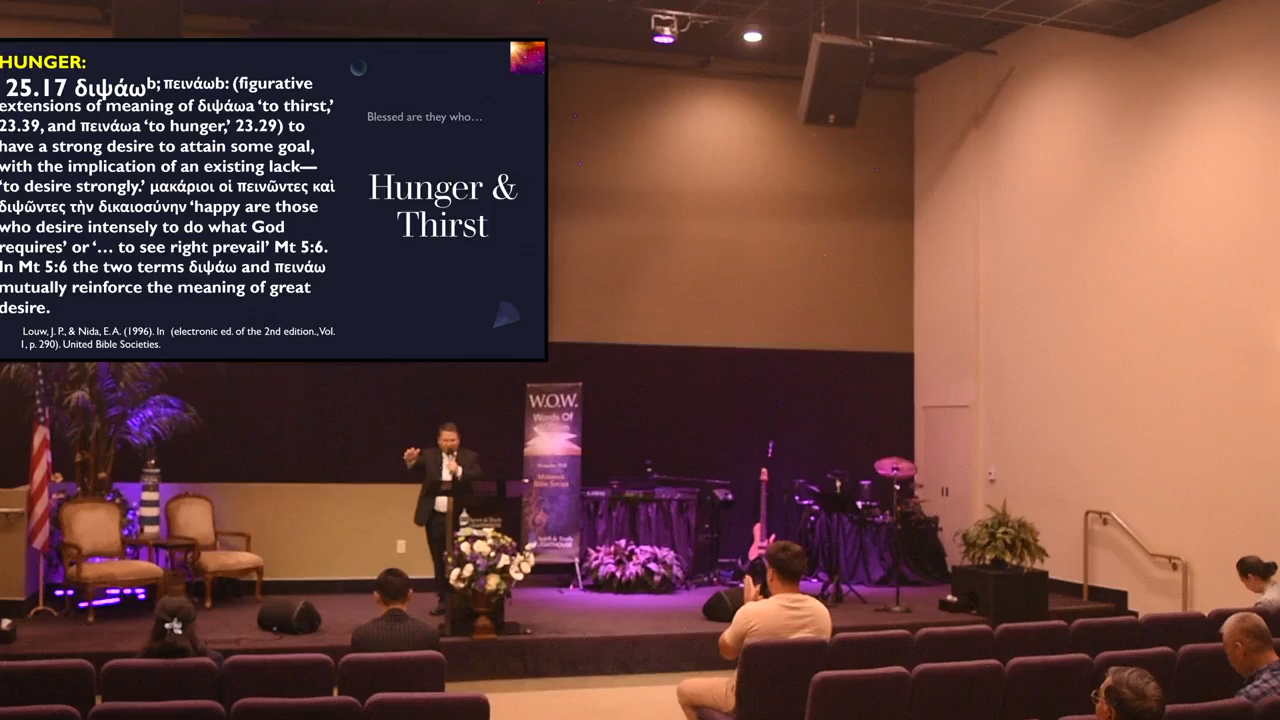 HUNGER:
25.17 διψάωb; πεινάωb: (figurative
extensions of meaning of διψάωa ‘to thirst,’
23.39, and πεινάωa ‘to hunger,’ 23.29) to
have a strong desire to attain some goal,
with the implication of an existing lack—
‘to desire strongly.’ μακάριοι οἱ πεινῶντες καὶ
διψῶντες τὴν δικαιοσύνην ‘happy are those
who desire intensely to do what God
requires’ or ‘… to see right prevail’ Mt 5:6.
In Mt 5:6 the two terms διψάω and πεινάω
mutually reinforce the meaning of great
desire.
Louw, J. P., & Nida, E. A. (1996). In (electronic ed. of the 2nd edition., Vol.
1, p. 290). United Bible Societies.
Blessed are they who…
Hunger &
Thirst
W.O.W.
Words Of
Bible Series
Spirit & Truth
LIGHTHOUSE